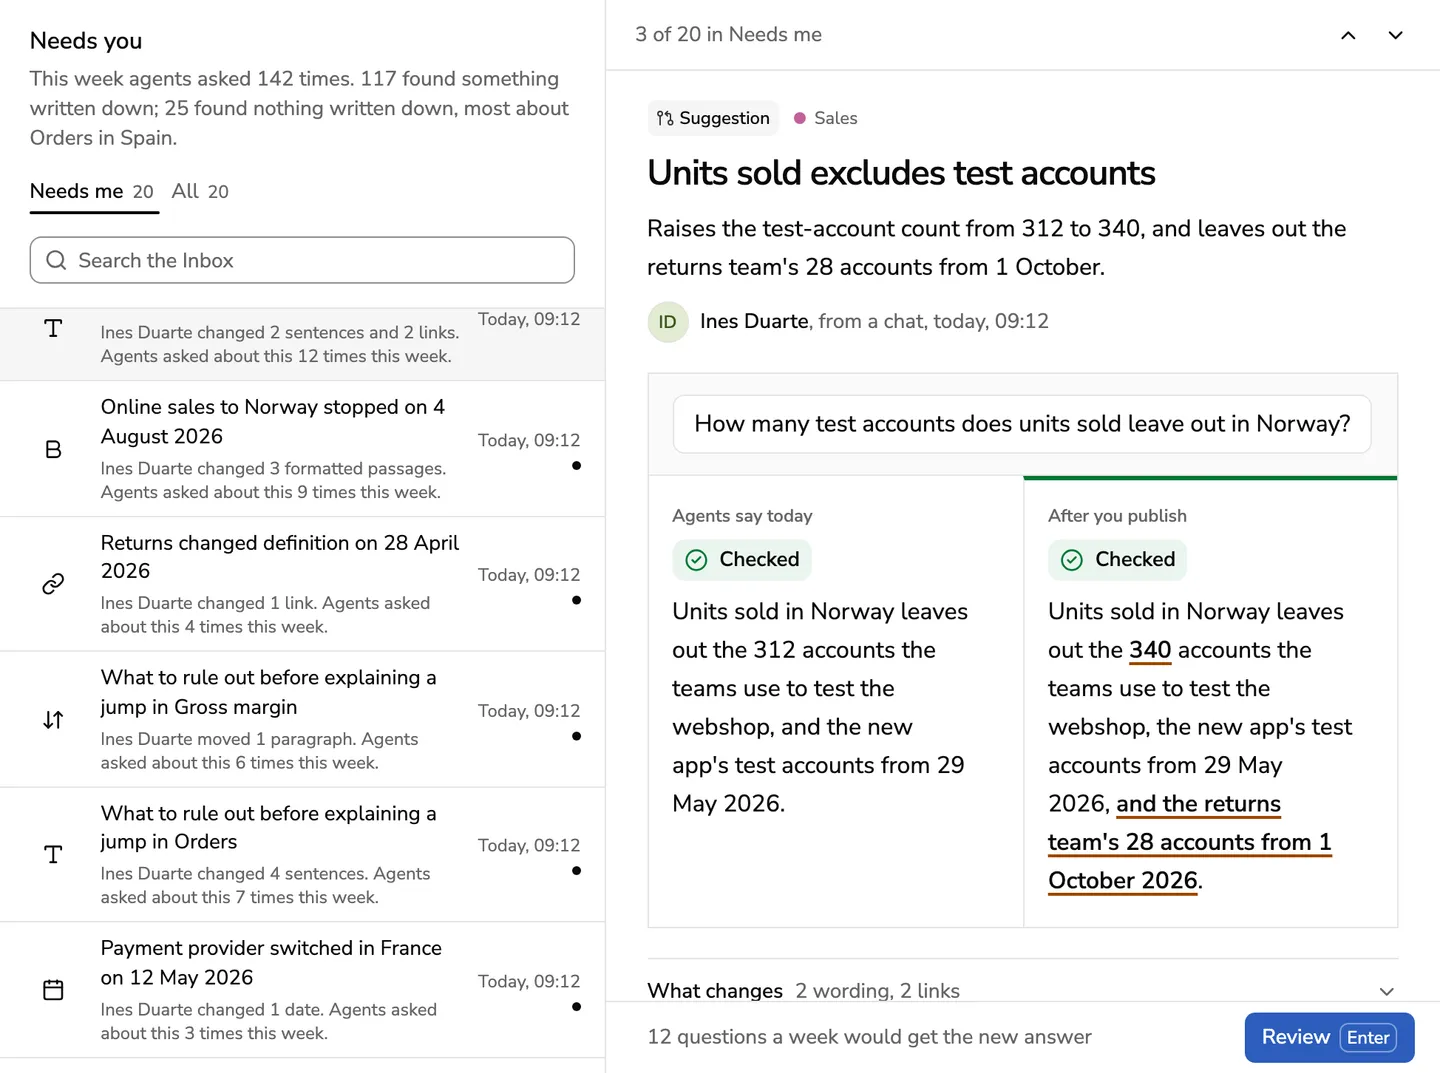 Needs you
This week agents asked 142 times. 117 found something
written down; 25 found nothing written down, most about
Orders in Spain.
Needs me 20 All 20
Search the Inbox
Today, 09:12
Ines Duarte changed 2 sentences and 2 links.
Agents asked about this 12 times this week.
Online sales to Norway stopped on 4
August 2026
Today, 09:12
Ines Duarte changed 3 formatted passages.
Agents asked about this 9 times this week.
Returns changed definition on 28 April
2026
Today, 09:12
Ines Duarte changed 1 link. Agents asked
about this 4 times this week.
What to rule out before explaining a
jump in Gross margin
Today, 09:12
Ines Duarte moved 1 paragraph. Agents
asked about this 6 times this week.
What to rule out before explaining a
jump in Orders
Today, 09:12
Ines Duarte changed 4 sentences. Agents
asked about this 7 times this week.
Payment provider switched in France
on 12 May 2026
Today, 09:12
Ines Duarte changed 1 date. Agents asked
about this 3 times this week.
3 of 20 in Needs me
Suggestion Sales
Units sold excludes test accounts
Raises the test-account count from 312 to 340, and leaves out the
returns team's 28 accounts from 1 October.
ID Ines Duarte, from a chat, today, 09:12
How many test accounts does units sold leave out in Norway?
Agents say today
Checked
Units sold in Norway leaves
out the 312 accounts the
teams use to test the
webshop, and the new
app's test accounts from 29
May 2026.
After you publish
Checked
Units sold in Norway leaves
out the 340 accounts the
teams use to test the
webshop, the new app's test
accounts from 29 May
2026, and the returns
team's 28 accounts from 1
October 2026.
What changes 2 wording, 2 links
12 questions a week would get the new answer
Review Enter